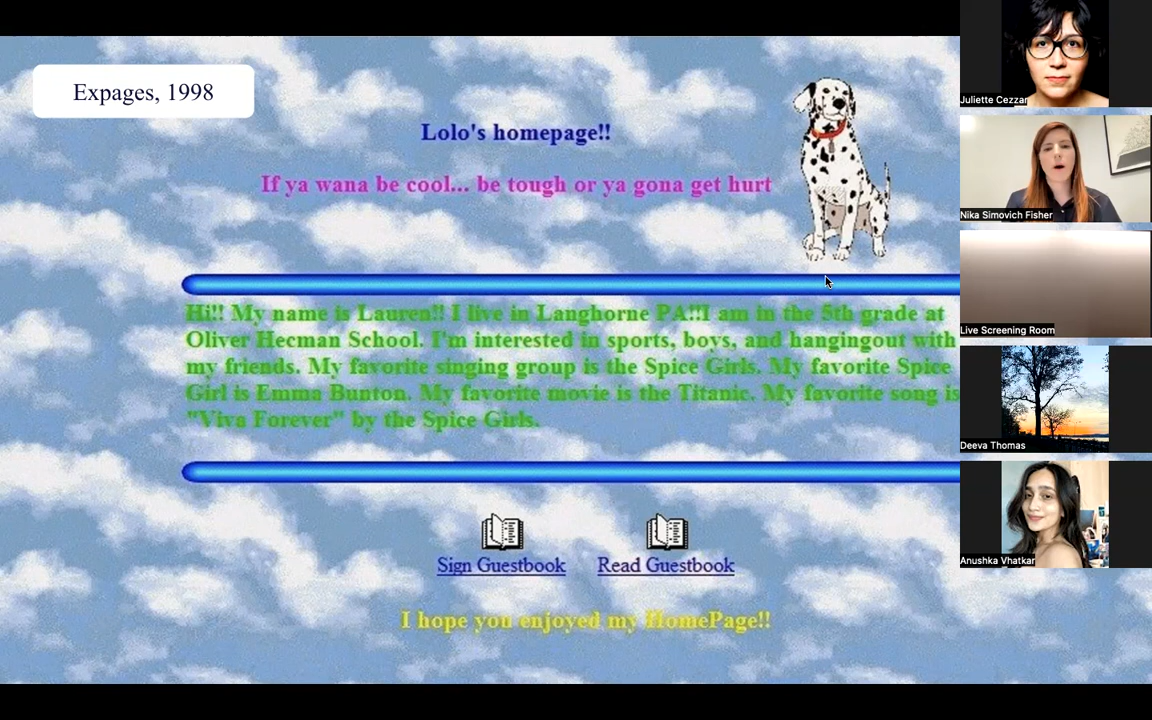 Expages, 1998
Lolo's homepage!!
If ya wana be cool... be tough or ya gona get hurt
Hi!! My name is Lauren!! I live in Langhorne PA!!I am in the 5th grade at
Oliver Hecman School. I'm interested in sports, boys, and hangingout with
my friends. My favorite singing group is the Spice Girls. My favorite Spice
Girl is Emma Bunton. My favorite movie is the Titanic. My favorite song is
"Viva Forever" by the Spice Girls.
Sign Guestbook
Read Guestbook
I hope you enjoyed my HomePage!!
Juliette Cezzar
Nika Simovich Fisher
Live Screening Room
Deeva Thomas
Anushka Vhatkar